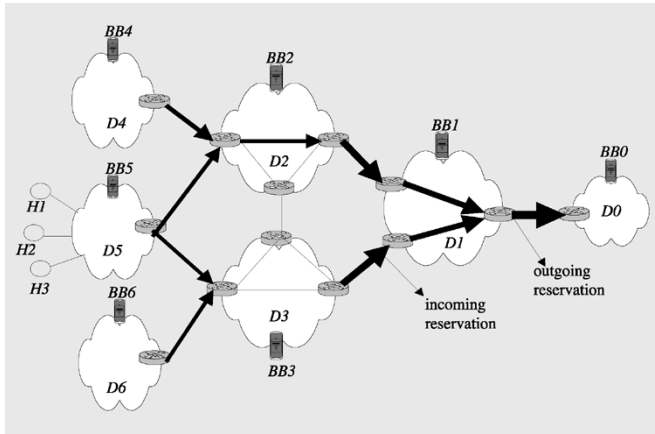 BB4
BB2
D4
BB1
D2
BB0
BB5
H1
D0
D5
H2
D1
outgoing
reservation
H3
incoming
reservation
BB6
D3
BB3
D6